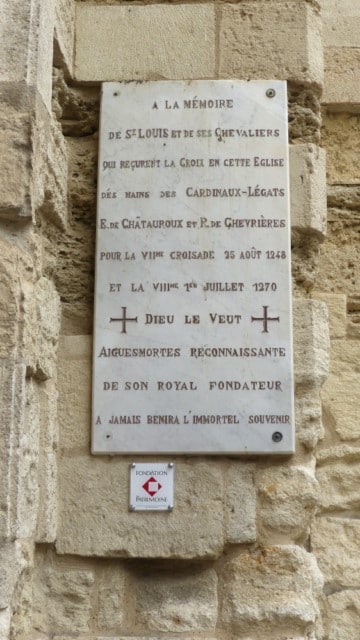 A LA MÉMOIRE
DE ST LOUIS ET DE SES CHEVALIERS
QUI REÇURENT LA CROIX EN CETTE EGLISE
DES MAINS DES CARDINAUX-LÉGATS
E. DE CHÂTAUROUX ET R. DE CHEVRIÈRES
POUR LA VIIME CROISADE 25 AOÛT 1248
ET LA VIIIME 1ER JUILLET 1270
DIEU LE VEUT
AIGUESMORTES RECONNAISSANTE
DE SON ROYAL FONDATEUR
A JAMAIS BENIRA L'IMMORTEL SOUVENIR
FONDATION
DU
PATRIMOINE